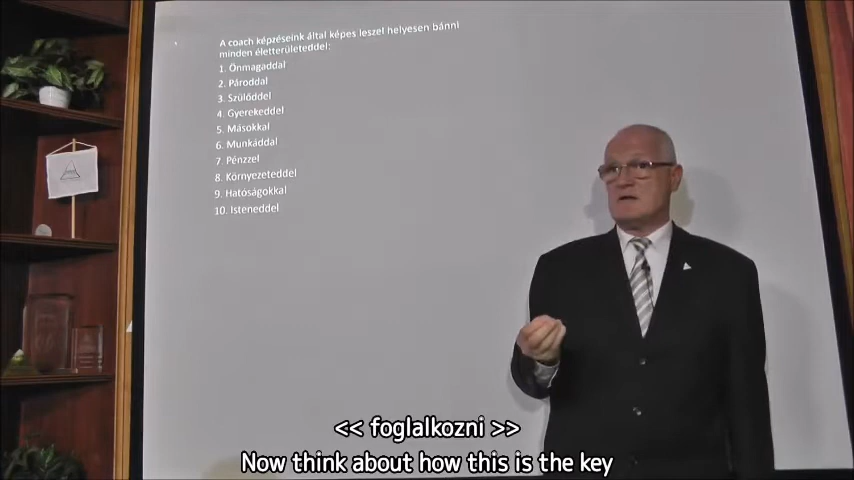 A coach képzéseink által képes leszel helyesen bánni
minden életterületeddel:
1. Önmagaddal
2. Pároddal
3. Szülőddel
4. Gyerekeddel
5. Másokkal
6. Munkáddal
7. Pénzzel
8. Környezeteddel
9. Hatóságokkal
10. Isteneddel
<< foglalkozni >>
Now think about how this is the key